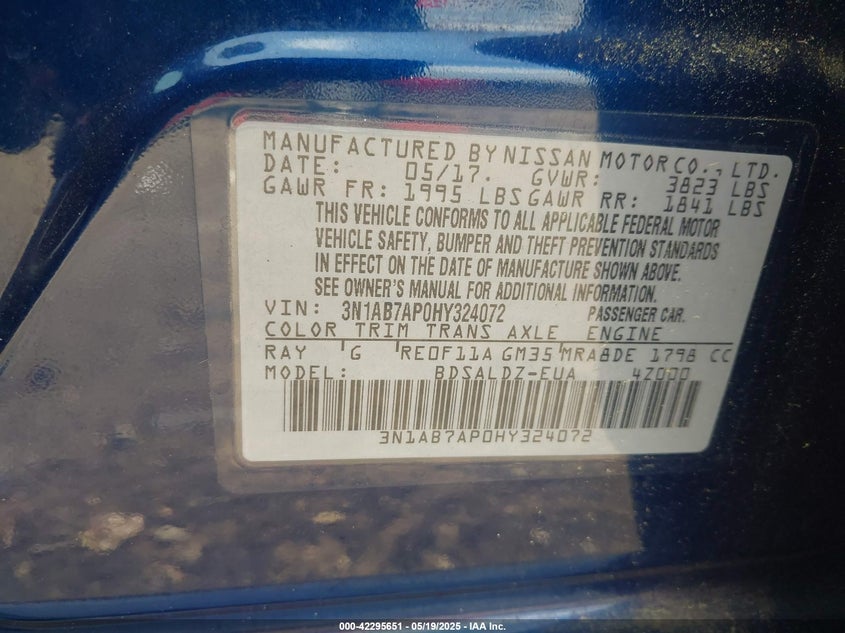 MANUFACTURED BY NISSAN MOTOR CO., LTD.
DATE: 05/17. GVWR: 3823 LBS
GAWR FR: 1995 LBS GAWR RR: 1841 LBS
THIS VEHICLE CONFORMS TO ALL APPLICABLE FEDERAL MOTOR
VEHICLE SAFETY, BUMPER AND THEFT PREVENTION STANDARDS
IN EFFECT ON THE DATE OF MANUFACTURE SHOWN ABOVE.
SEE OWNER'S MANUAL FOR ADDITIONAL INFORMATION.
VIN: 3N1AB7AP0HY324072 PASSENGER CAR.
COLOR TRIM TRANS AXLE ENGINE
RAY G RE0F11A GM35 MRA8DE 1798 CC
MODEL: BDSALDZ-EUA 4Z000
3N1AB7AP0HY324072
000-42295651 | 05/19/2025 | IAA Inc.